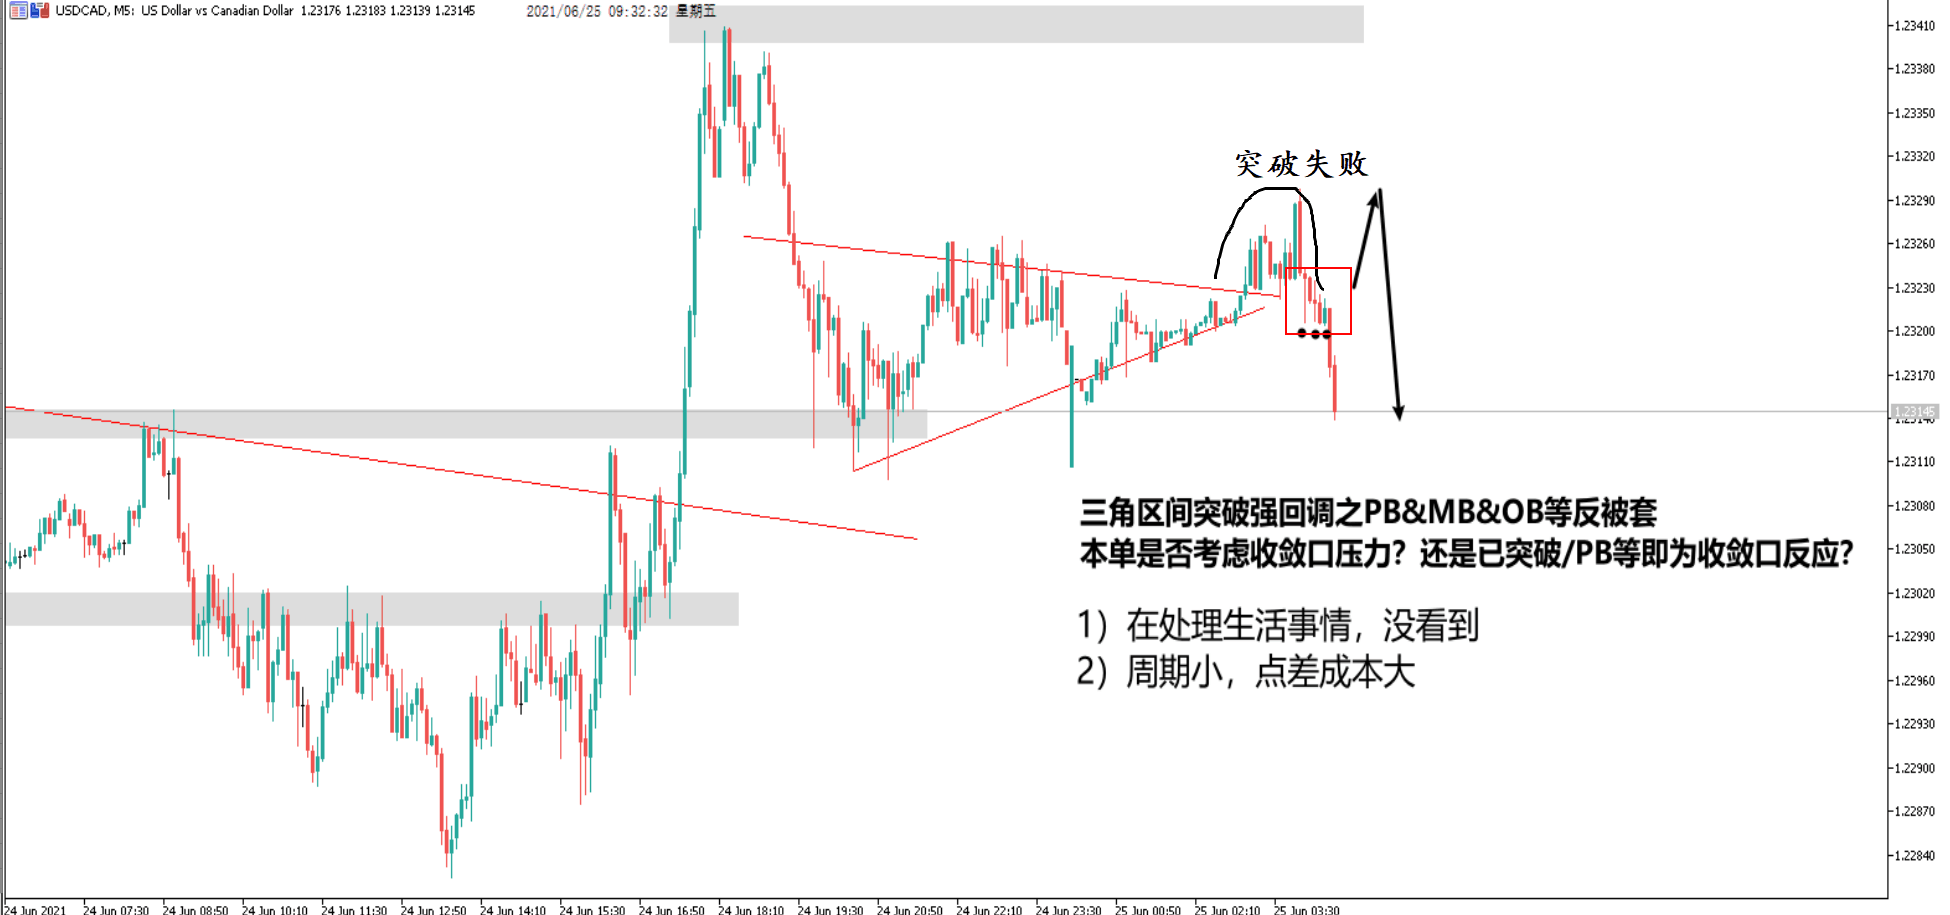 USDCAD, M5: US Dollar vs Canadian Dollar 1.23176 1.23183 1.23139 1.23145
2021/06/25 09:32:32 星期五
1.23410
1.23380
1.23350
1.23320
1.23290
1.23260
1.23230
1.23200
1.23170
1.23145
1.23140
1.23110
1.23080
1.23050
1.23020
1.22990
1.22960
1.22930
1.22900
1.22870
1.22840
突破失败
三角区间突破强回调之PB&MB&OB等反被套
本单是否考虑收敛口压力？还是已突破/PB等即为收敛口反应？
1）在处理生活事情，没看到
2）周期小，点差成本大
24 Jun 2021 24 Jun 07:30 24 Jun 08:50 24 Jun 10:10 24 Jun 11:30 24 Jun 12:50 24 Jun 14:10 24 Jun 15:30 24 Jun 16:50 24 Jun 18:10 24 Jun 19:30 24 Jun 20:50 24 Jun 22:10 24 Jun 23:30 25 Jun 00:50 25 Jun 02:10 25 Jun 03:30